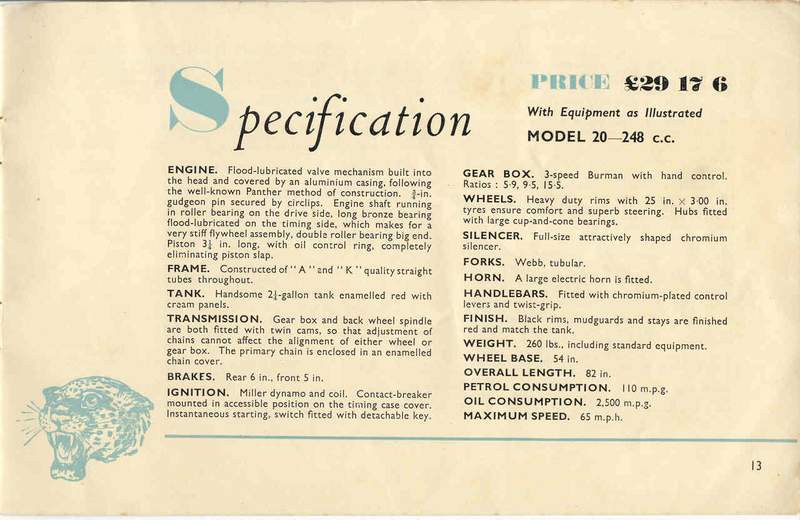 Specification
PRICE £29 17 6
With Equipment as Illustrated
MODEL 20—248 c.c.
ENGINE. Flood-lubricated valve mechanism built into
the head and covered by an aluminium casing, following
the well-known Panther method of construction. ¾-in.
gudgeon pin secured by circlips. Engine shaft running
in roller bearing on the drive side, long bronze bearing
flood-lubricated on the timing side, which makes for a
very stiff flywheel assembly, double roller bearing big end.
Piston 3¼ in. long, with oil control ring, completely
eliminating piston slap.
FRAME. Constructed of "A" and "K" quality straight
tubes throughout.
TANK. Handsome 2¼-gallon tank enamelled red with
cream panels.
TRANSMISSION. Gear box and back wheel spindle
are both fitted with twin cams, so that adjustment of
chains cannot affect the alignment of either wheel or
gear box. The primary chain is enclosed in an enamelled
chain cover.
BRAKES. Rear 6 in., front 5 in.
IGNITION. Miller dynamo and coil. Contact-breaker
mounted in accessible position on the timing case cover.
Instantaneous starting, switch fitted with detachable key.
GEAR BOX. 3-speed Burman with hand control.
Ratios : 5·9, 9·5, 15·5.
WHEELS. Heavy duty rims with 25 in. × 3·00 in.
tyres ensure comfort and superb steering. Hubs fitted
with large cup-and-cone bearings.
SILENCER. Full-size attractively shaped chromium
silencer.
FORKS. Webb, tubular.
HORN. A large electric horn is fitted.
HANDLEBARS. Fitted with chromium-plated control
levers and twist-grip.
FINISH. Black rims, mudguards and stays are finished
red and match the tank.
WEIGHT. 260 lbs., including standard equipment.
WHEEL BASE. 54 in.
OVERALL LENGTH. 82 in.
PETROL CONSUMPTION. 110 m.p.g.
OIL CONSUMPTION. 2,500 m.p.g.
MAXIMUM SPEED. 65 m.p.h.
13